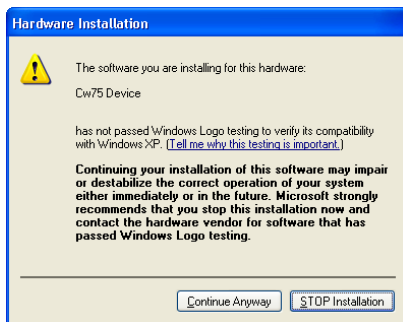 Hardware Installation
The software you are installing for this hardware:
Cw75 Device
has not passed Windows Logo testing to verify its compatibility
with Windows XP. (Tell me why this testing is important.)
Continuing your installation of this software may impair
or destabilize the correct operation of your system
either immediately or in the future. Microsoft strongly
recommends that you stop this installation now and
contact the hardware vendor for software that has
passed Windows Logo testing.
Continue Anyway
STOP Installation